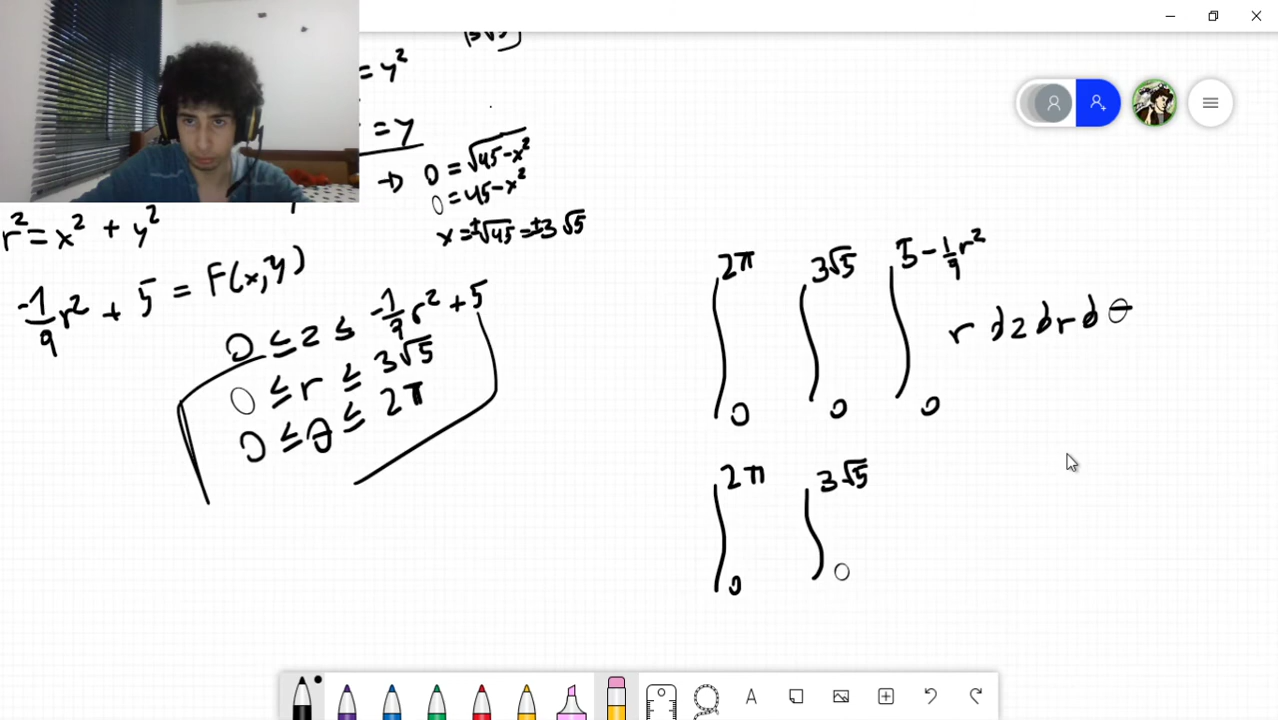 = y²
= y
→ 0 = √45-x²
0 = 45-x²
x = ±√45 = ±3√5
r² = x² + y²
-1/9 r² + 5 = F(x,y)
0 ≤ z ≤ -1/9 r² + 5
0 ≤ r ≤ 3√5
0 ≤ θ ≤ 2π
∫ 2π 0 ∫ 3√5 0 ∫ 5 - 1/9 r² 0 r dz dr dθ
∫ 2π 0 ∫ 3√5 0
A